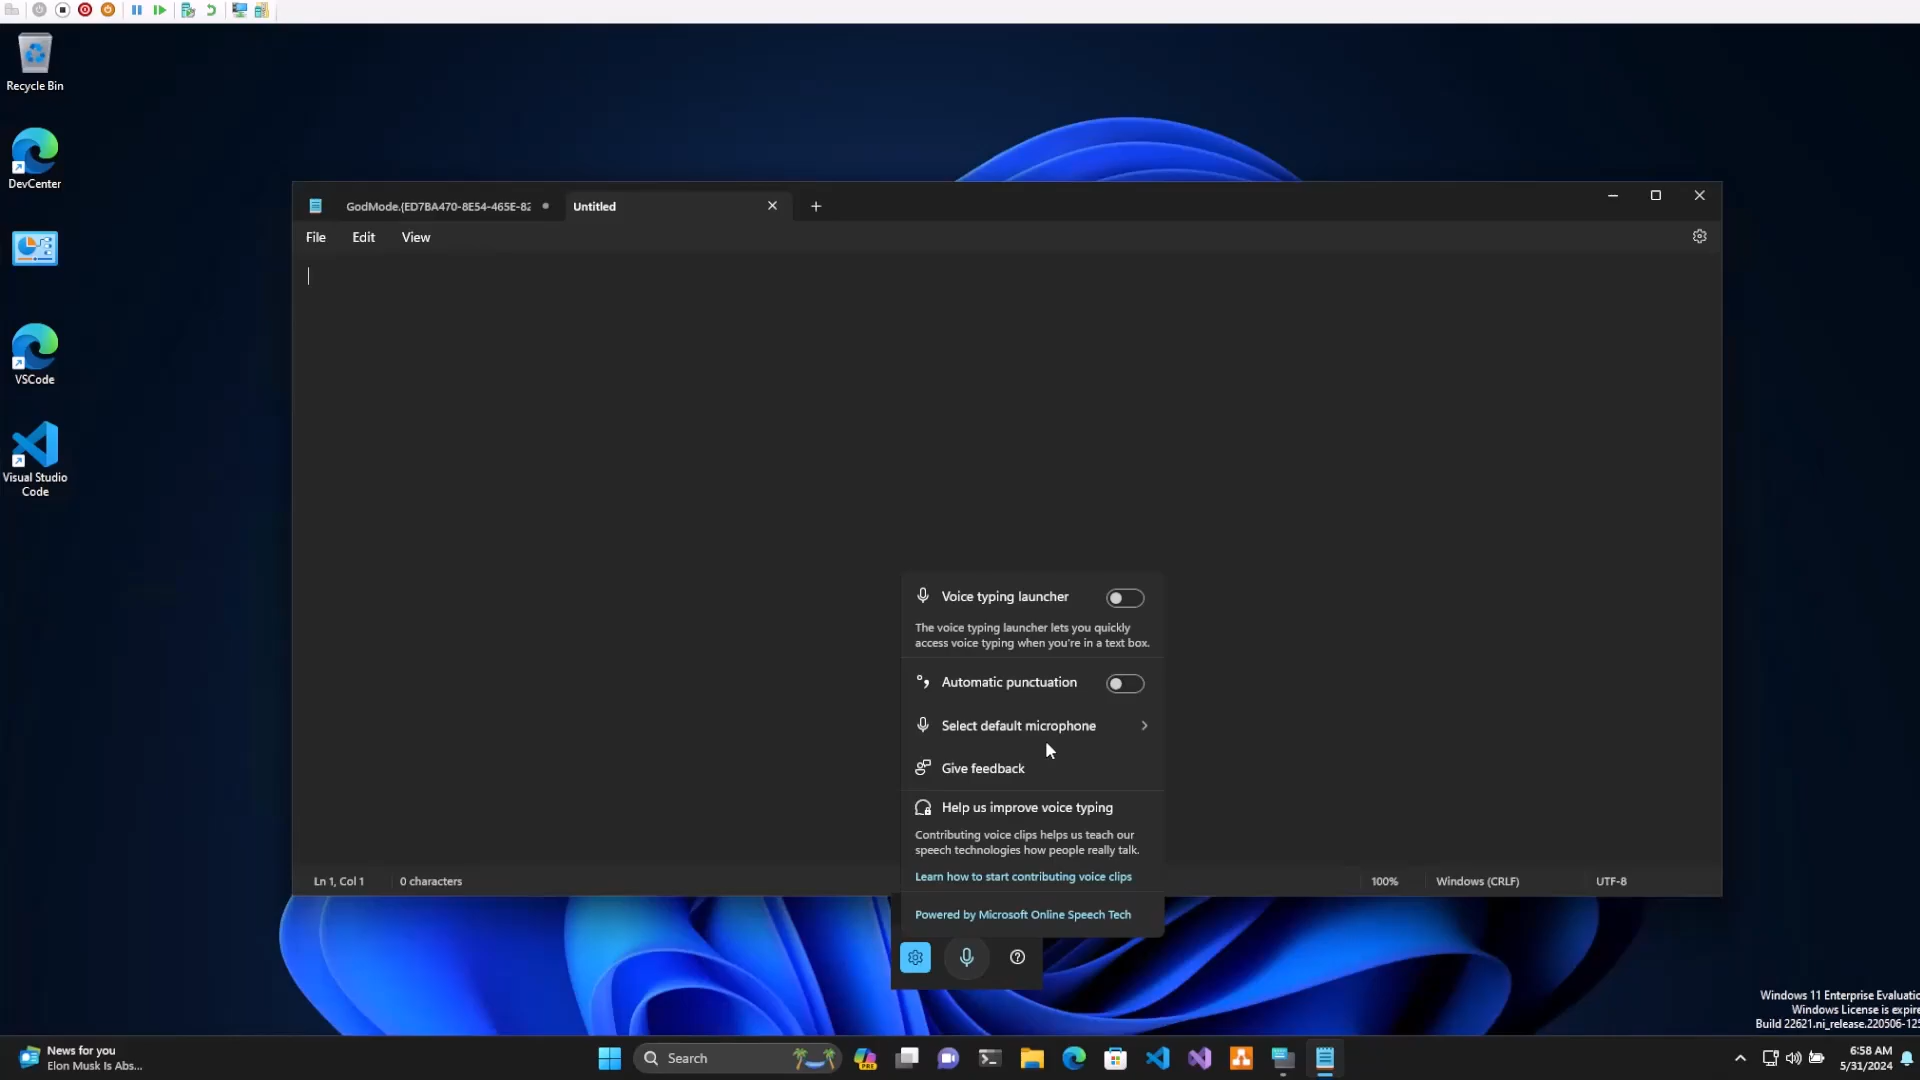 Recycle Bin
DevCenter
VSCode
Visual Studio
Code
GodMode.{ED7BA470-8E54-465E-82
Untitled
File Edit View
Voice typing launcher
The voice typing launcher lets you quickly
access voice typing when you're in a text box.
Automatic punctuation
Select default microphone
Give feedback
Help us improve voice typing
Contributing voice clips helps us teach our
speech technologies how people really talk.
Learn how to start contributing voice clips
Powered by Microsoft Online Speech Tech
Ln 1, Col 1 0 characters 100% Windows (CRLF) UTF-8
Windows 11 Enterprise Evaluatio
Windows License is expire
Build 22621.ni_release.220506-125
News for you
Elon Musk Is Abs...
Search
PRE
6:58 AM
5/31/2024